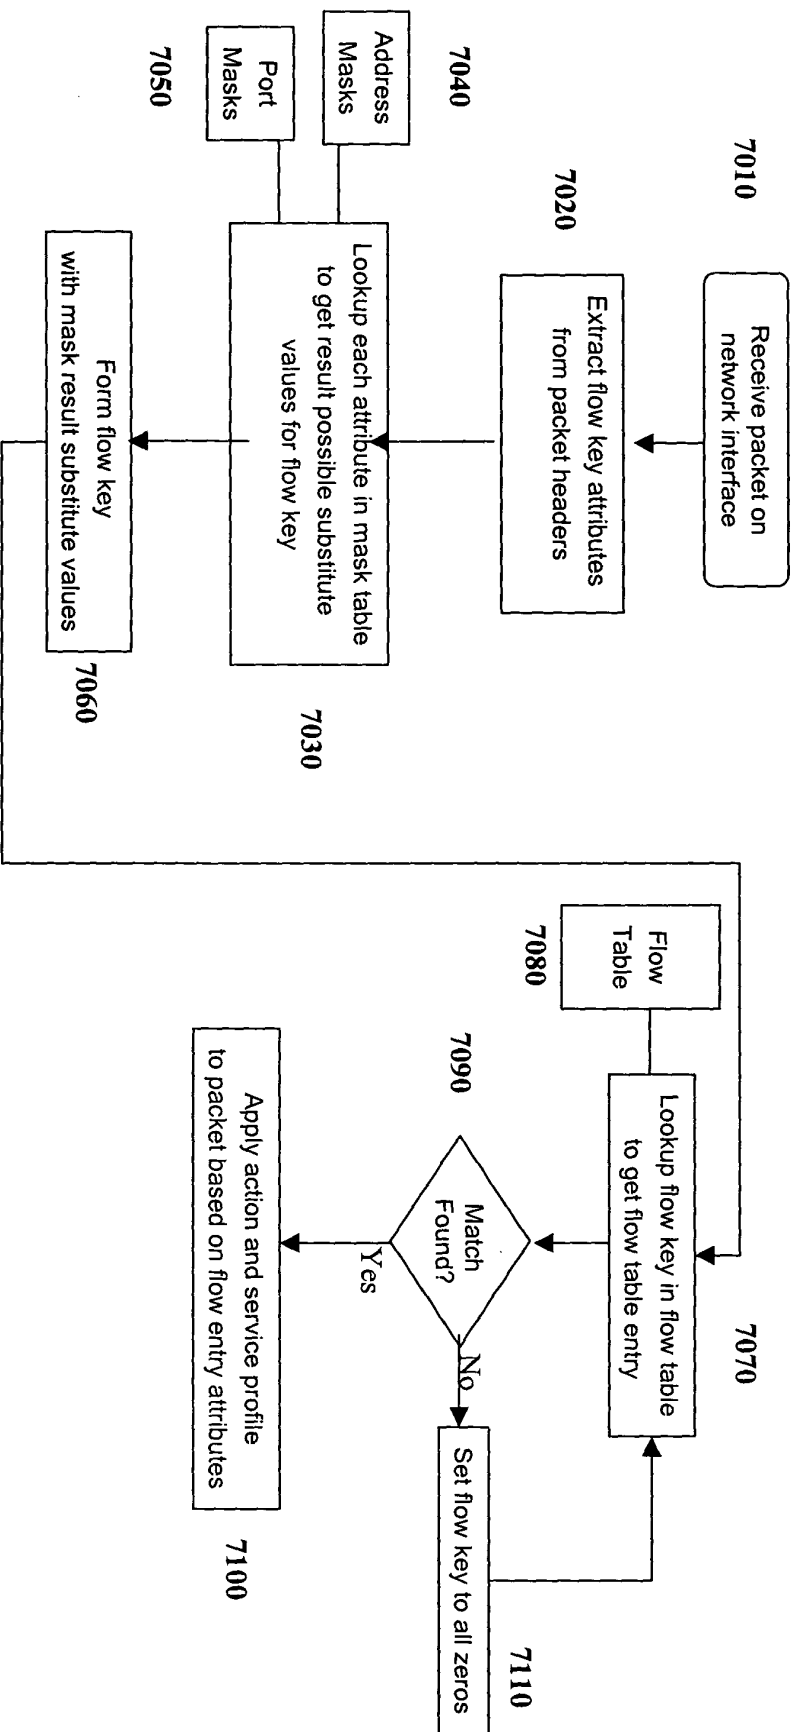 7010
Receive packet on
network interface
7020
Extract flow key attributes
from packet headers
7040
Address
Masks
7050
Port
Masks
Lookup each attribute in mask table
to get result possible substitute
values for flow key
7030
Form flow key
with mask result substitute values
7060
Flow
Table
7080
Lookup flow key in flow table
to get flow table entry
7070
7090
Match
Found?
No
Yes
Set flow key to all zeros
7110
Apply action and service profile
to packet based on flow entry attributes
7100